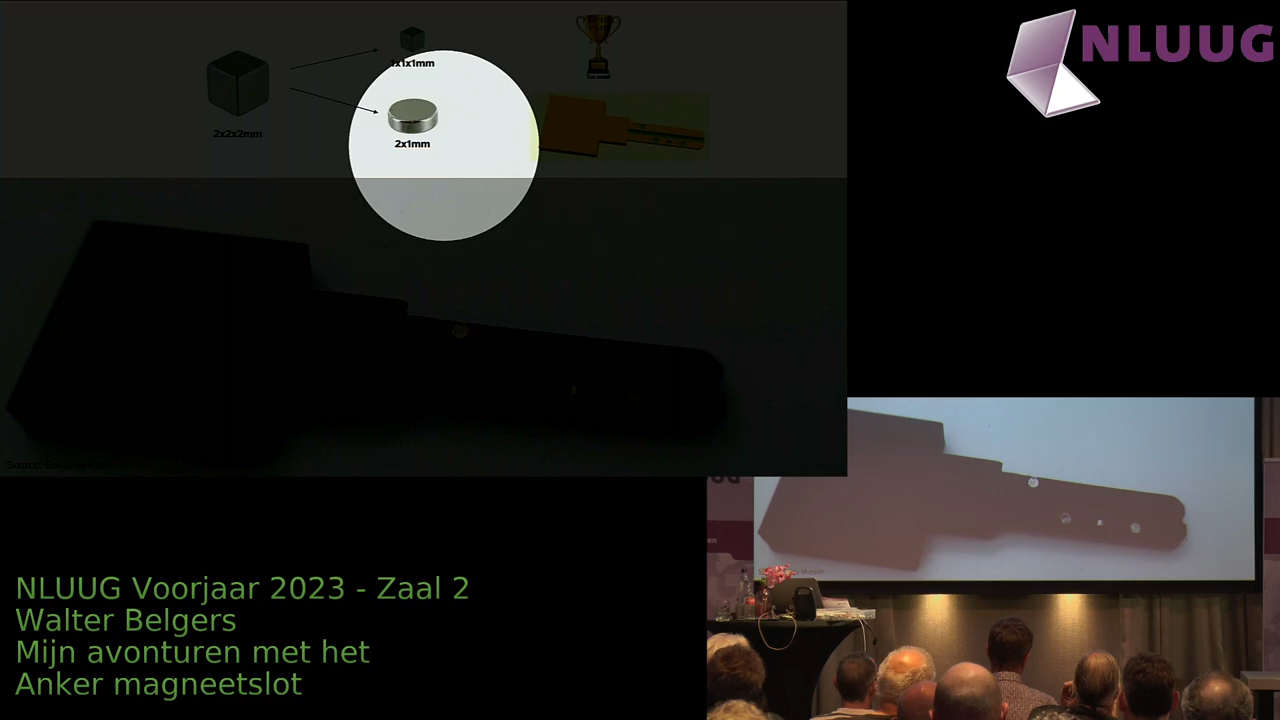 1x1x1mm
2x2x2mm
2x1mm
NLUUG
NLUUG Voorjaar 2023 - Zaal 2
Walter Belgers
Mijn avonturen met het
Anker magneetslot